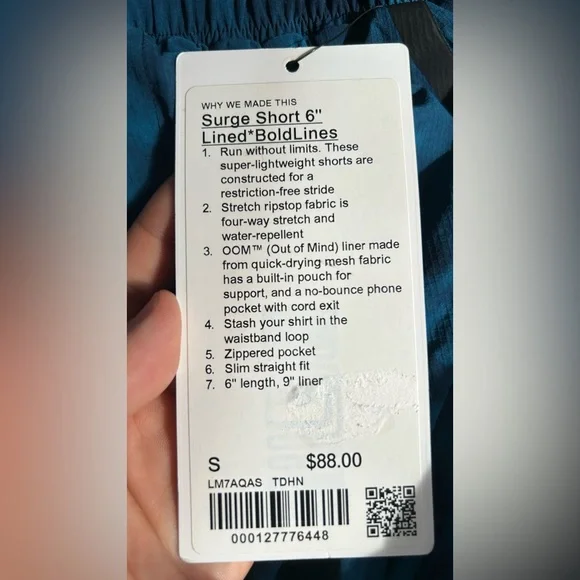 WHY WE MADE THIS
Surge Short 6"
Lined*BoldLines
1. Run without limits. These
super-lightweight shorts are
constructed for a
restriction-free stride
2. Stretch ripstop fabric is
four-way stretch and
water-repellent
3. OOM™ (Out of Mind) liner made
from quick-drying mesh fabric
has a built-in pouch for
support, and a no-bounce phone
pocket with cord exit
4. Stash your shirt in the
waistband loop
5. Zippered pocket
6. Slim straight fit
7. 6" length, 9" liner
S $88.00
LM7AQAS TDHN
000127776448